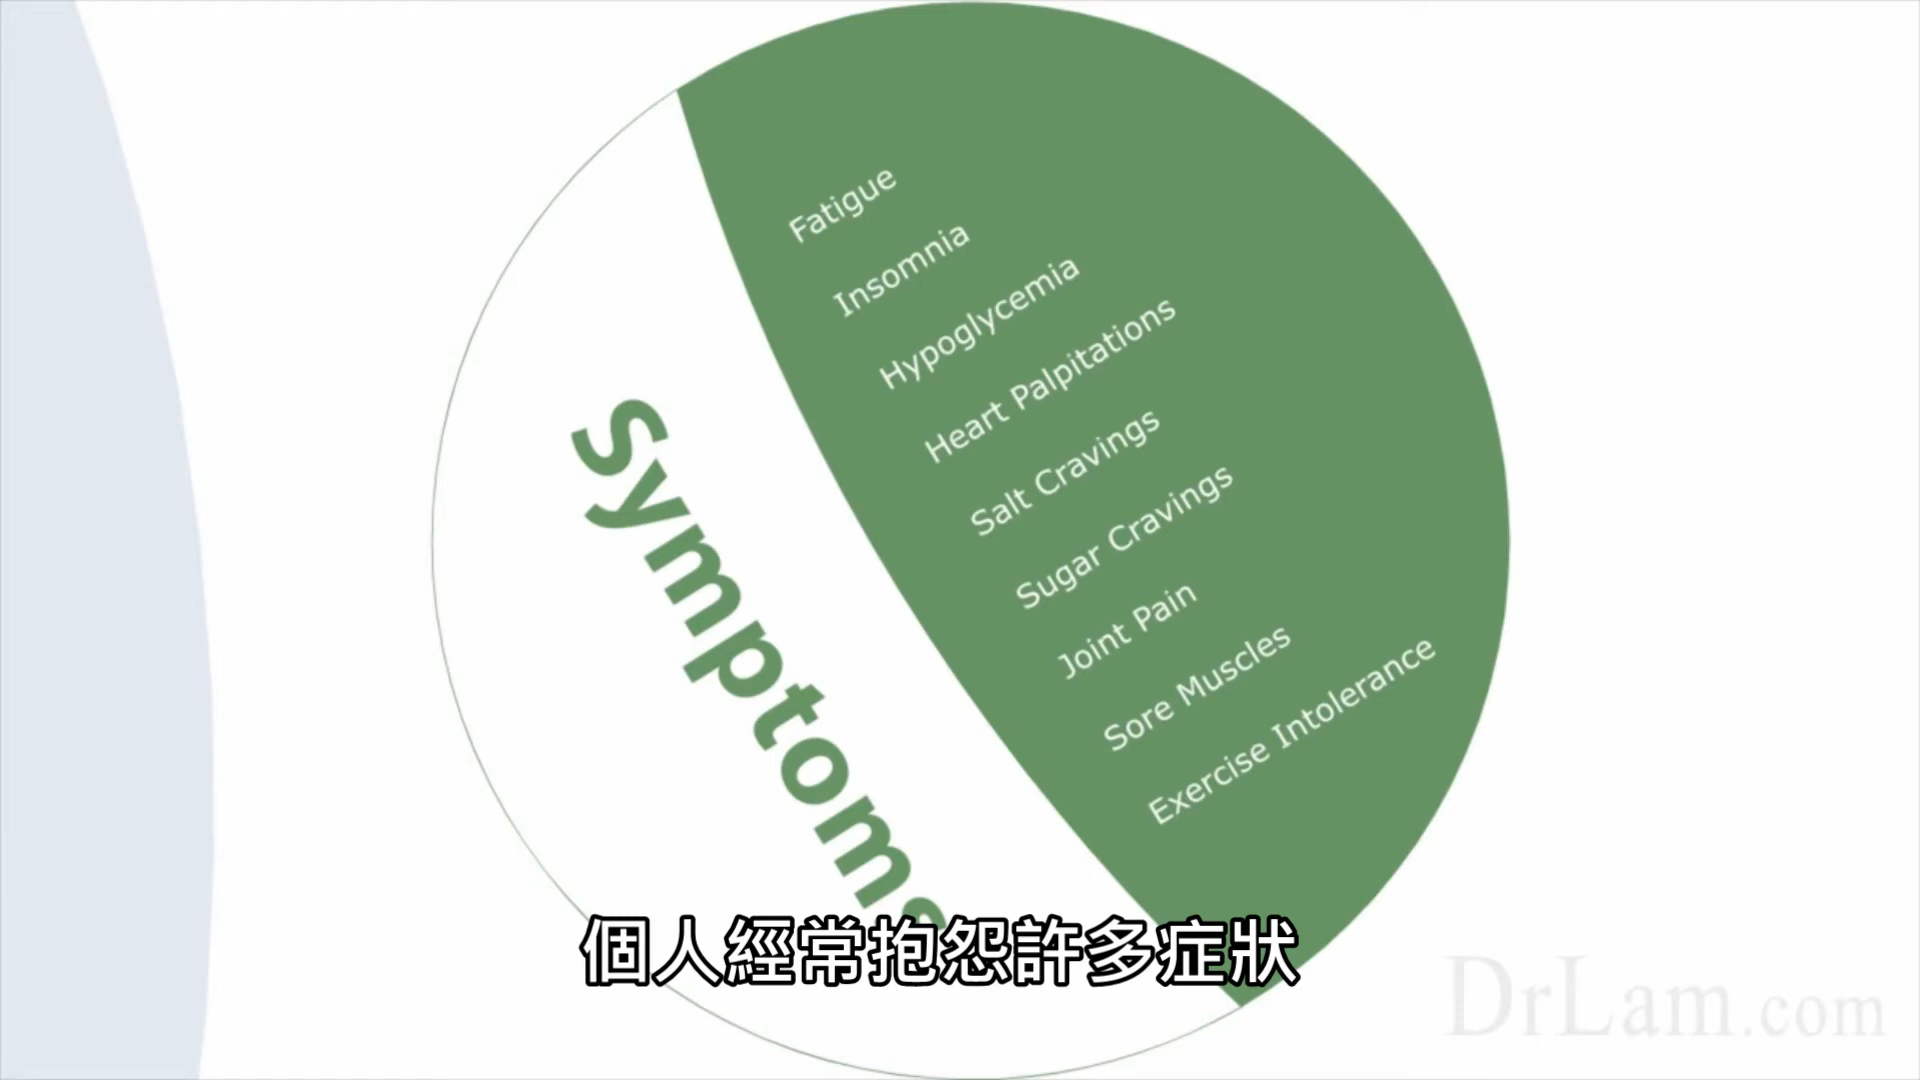 Symptoms
Fatigue
Insomnia
Hypoglycemia
Heart Palpitations
Salt Cravings
Sugar Cravings
Joint Pain
Sore Muscles
Exercise Intolerance
個人經常抱怨許多症狀
DrLam.com